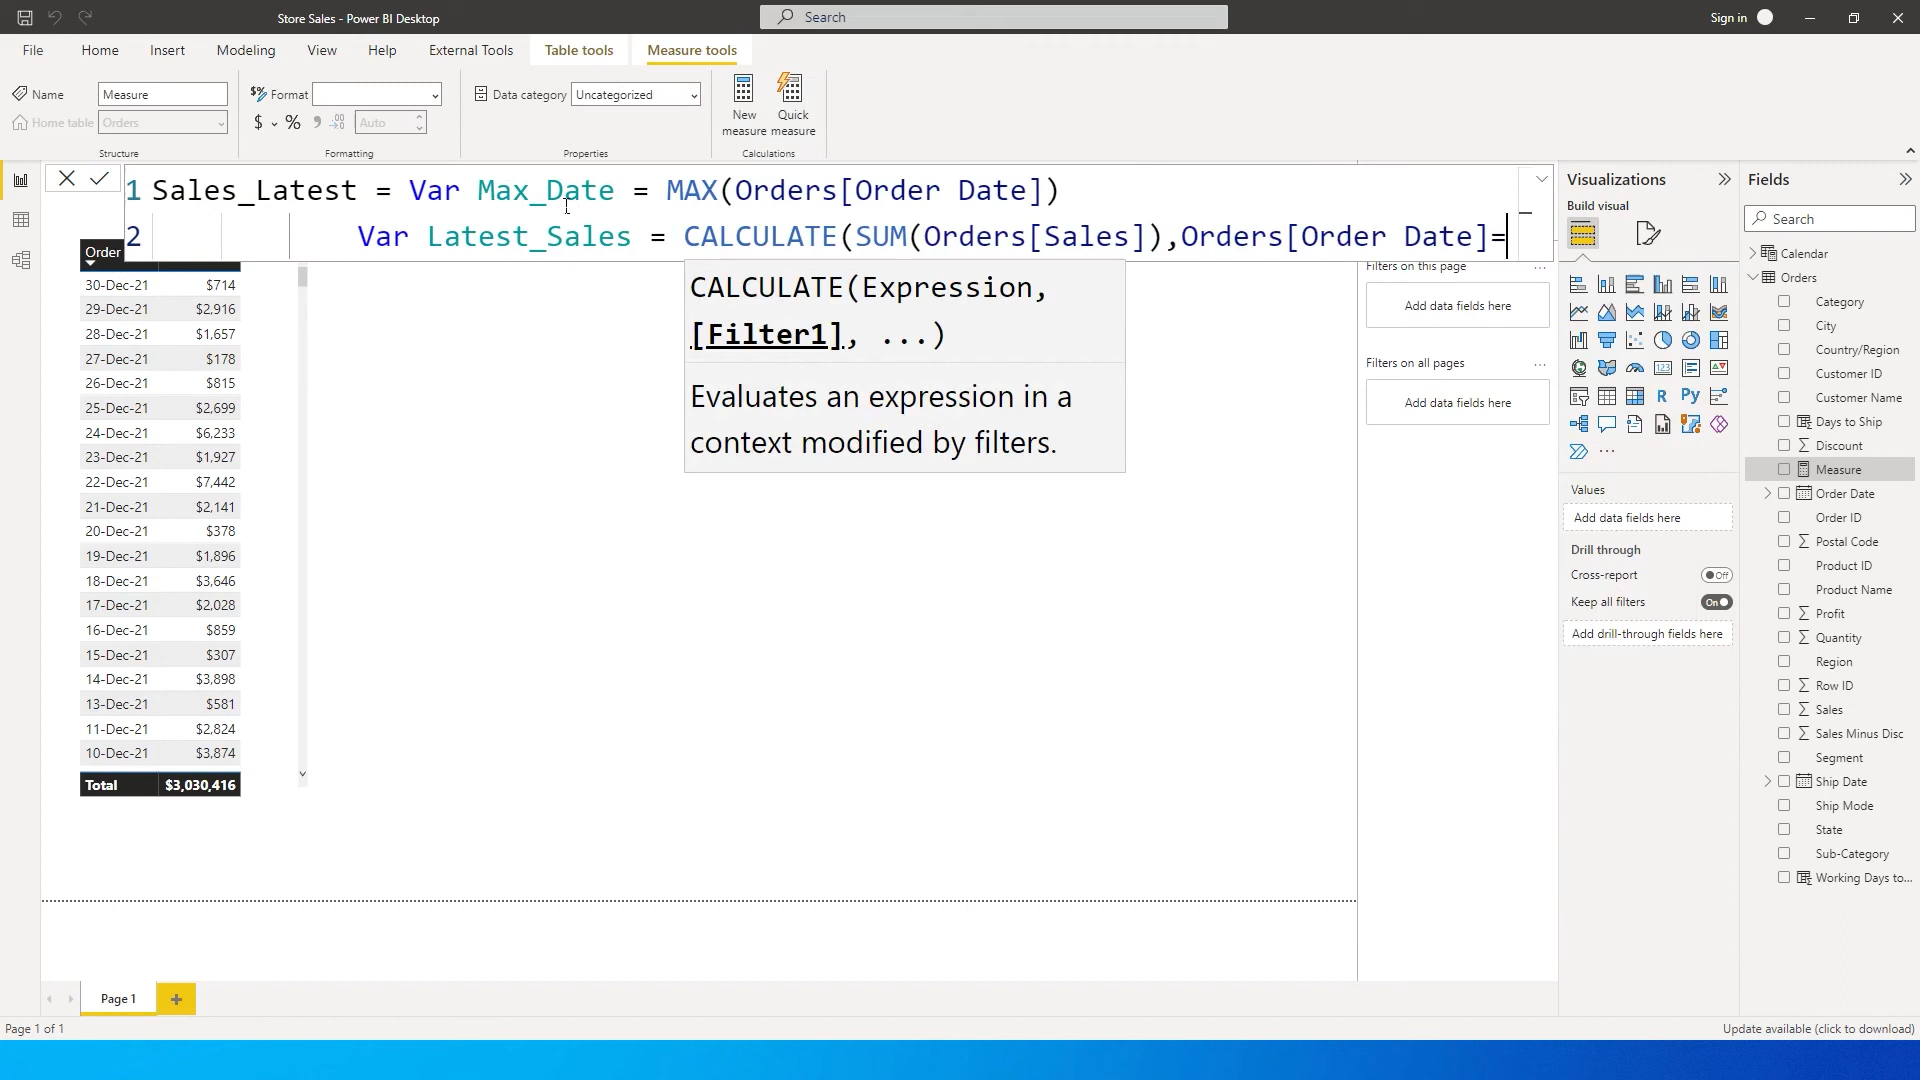 Store Sales - Power BI Desktop
Search
Sign in
File Home Insert Modeling View Help External Tools Table tools Measure tools
Name Measure
Home table Orders
Structure
Format
$ % 9 Auto
Formatting
Data category Uncategorized
Properties
New measure
Quick measure
Calculations
1 Sales_Latest = Var Max_Date = MAX(Orders[Order Date])
2 Var Latest_Sales = CALCULATE(SUM(Orders[Sales]),Orders[Order Date]=
CALCULATE(Expression,
[Filter1], ...)
Evaluates an expression in a
context modified by filters.
Order
30-Dec-21 $714
29-Dec-21 $2,916
28-Dec-21 $1,657
27-Dec-21 $178
26-Dec-21 $815
25-Dec-21 $2,699
24-Dec-21 $6,233
23-Dec-21 $1,927
22-Dec-21 $7,442
21-Dec-21 $2,141
20-Dec-21 $378
19-Dec-21 $1,896
18-Dec-21 $3,646
17-Dec-21 $2,028
16-Dec-21 $859
15-Dec-21 $307
14-Dec-21 $3,898
13-Dec-21 $581
11-Dec-21 $2,824
10-Dec-21 $3,874
Total $3,030,416
Filters on this page ...
Add data fields here
Filters on all pages ...
Add data fields here
Visualizations
Build visual
R Py
123
...
Values
Add data fields here
Drill through
Cross-report Off
Keep all filters On
Add drill-through fields here
Fields
Search
Calendar
Orders
Category
City
Country/Region
Customer ID
Customer Name
Days to Ship
Discount
Measure
Order Date
Order ID
Postal Code
Product ID
Product Name
Profit
Quantity
Region
Row ID
Sales
Sales Minus Disc
Segment
Ship Date
Ship Mode
State
Sub-Category
Working Days to...
Page 1
Page 1 of 1
Update available (click to download)